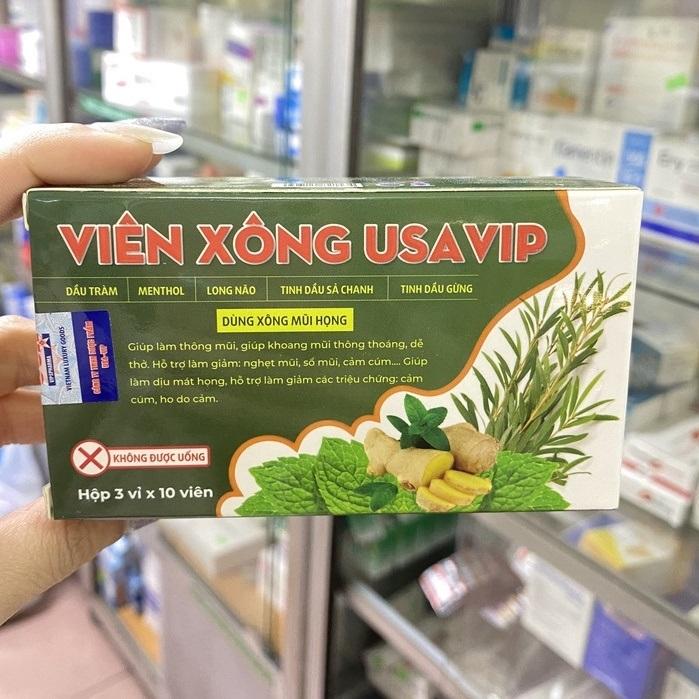 VIÊN XÔNG USAVIP
DẦU TRÀM MENTHOL LONG NÃO TINH DẦU SẢ CHANH TINH DẦU GỪNG
DÙNG XÔNG MŨI HỌNG
Giúp làm thông mũi, giúp khoang mũi thông thoáng, dễ
thở. Hỗ trợ làm giảm: nghẹt mũi, sổ mũi, cảm cúm.... Giúp
làm dịu mát họng, hỗ trợ làm giảm các triệu chứng: cảm
cúm, ho do cảm.
VIETNAM LUXURY GOODS
KHÔNG ĐƯỢC UỐNG
Hộp 3 vỉ x 10 viên